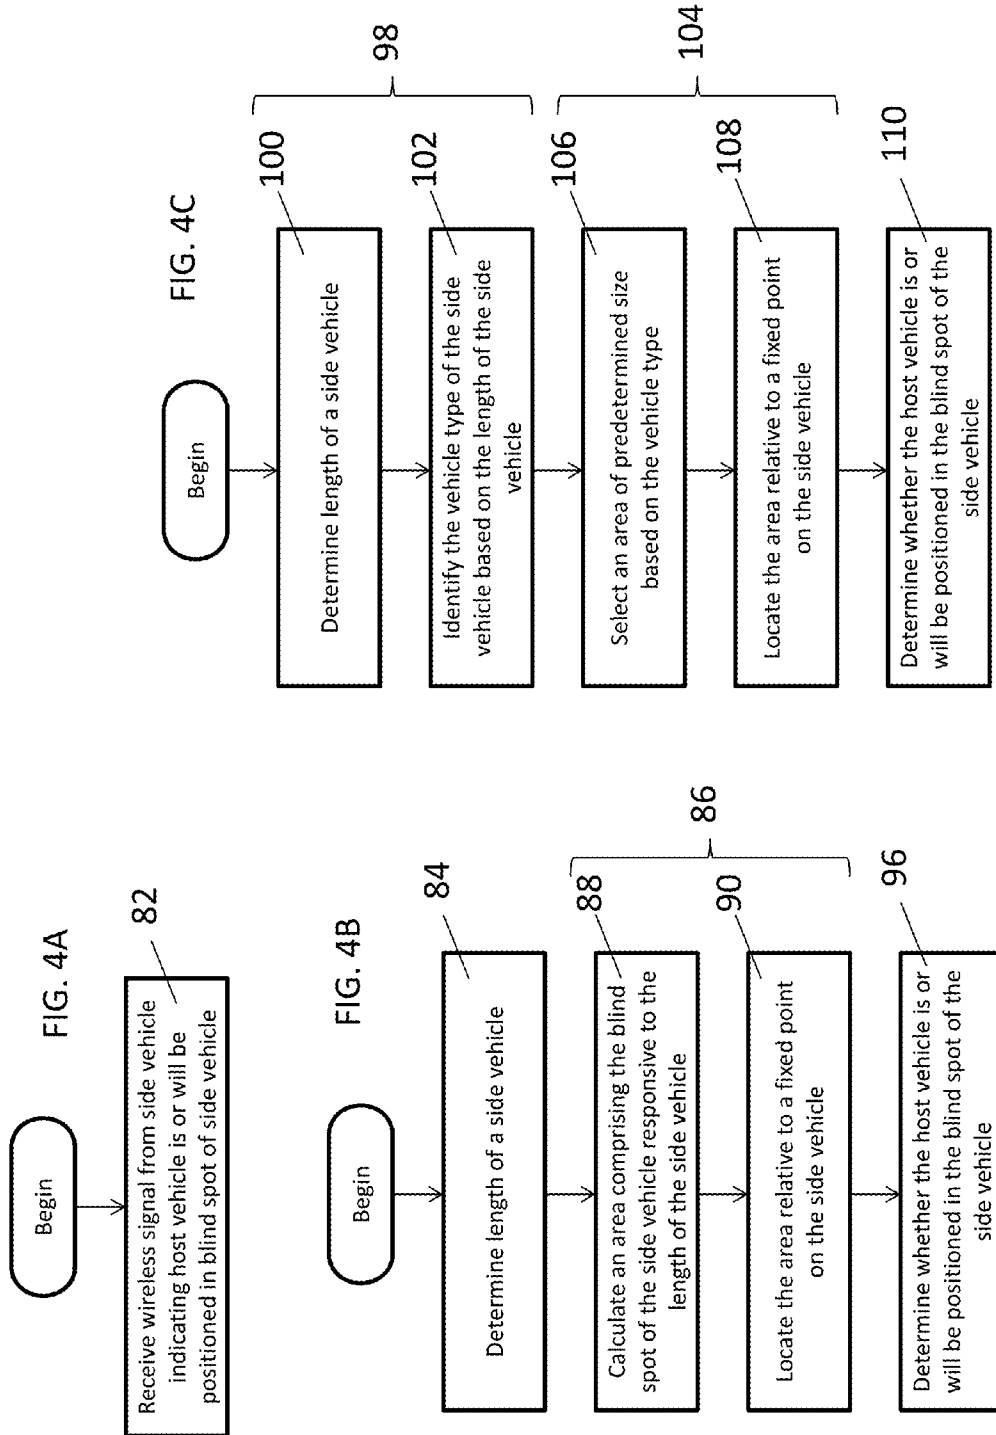 FIG. 4A
Begin
Receive wireless signal from side vehicle
indicating host vehicle is or will be
positioned in blind spot of side vehicle
82
FIG. 4B
Begin
Determine length of a side vehicle
84
Calculate an area comprising the blind
spot of the side vehicle responsive to the
length of the side vehicle
88
86
Locate the area relative to a fixed point
on the side vehicle
90
Determine whether the host vehicle is or
will be positioned in the blind spot of the
side vehicle
96
FIG. 4C
Begin
Determine length of a side vehicle
100
98
Identify the vehicle type of the side
vehicle based on the length of the side
vehicle
102
Select an area of predetermined size
based on the vehicle type
106
104
Locate the area relative to a fixed point
on the side vehicle
108
Determine whether the host vehicle is or
will be positioned in the blind spot of the
side vehicle
110